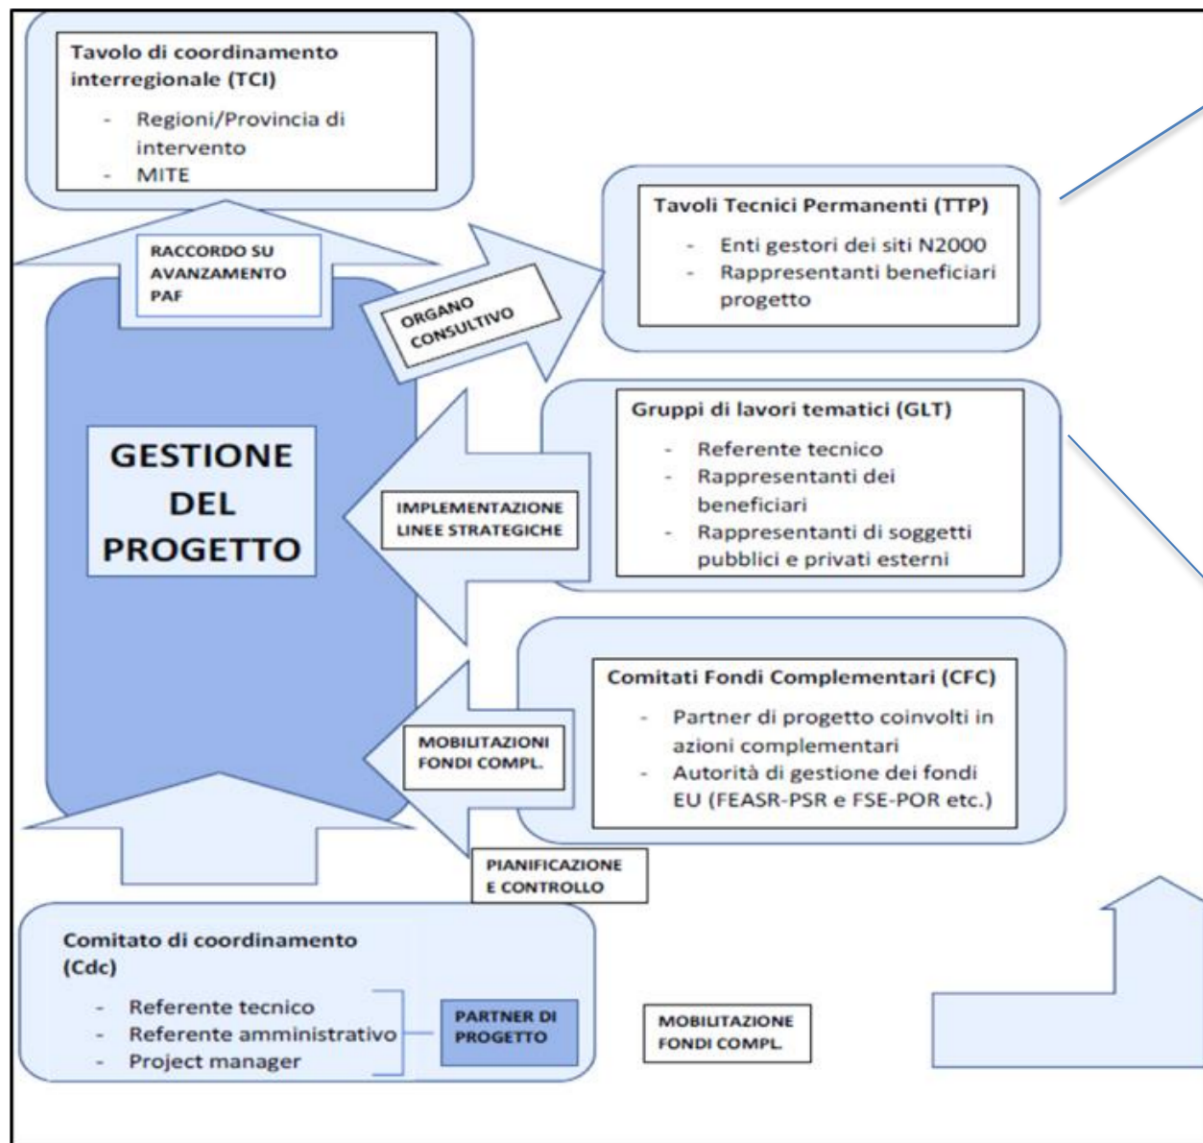 Tavolo di coordinamento
interregionale (TCI)
- Regioni/Provincia di
intervento
- MITE
RACCORDO SU
AVANZAMENTO
PAF
ORGANO
CONSULTIVO
Tavoli Tecnici Permanenti (TTP)
- Enti gestori dei siti N2000
- Rappresentanti beneficiari
progetto
GESTIONE
DEL
PROGETTO
IMPLEMENTAZIONE
LINEE STRATEGICHE
Gruppi di lavori tematici (GLT)
- Referente tecnico
- Rappresentanti dei
beneficiari
- Rappresentanti di soggetti
pubblici e privati esterni
MOBILITAZIONI
FONDI COMPL.
Comitati Fondi Complementari (CFC)
- Partner di progetto coinvolti in
azioni complementari
- Autorità di gestione dei fondi
EU (FEASR-PSR e FSE-POR etc.)
PIANIFICAZIONE
E CONTROLLO
Comitato di coordinamento
(Cdc)
- Referente tecnico
- Referente amministrativo
- Project manager
PARTNER DI
PROGETTO
MOBILITAZIONE
FONDI COMPL.